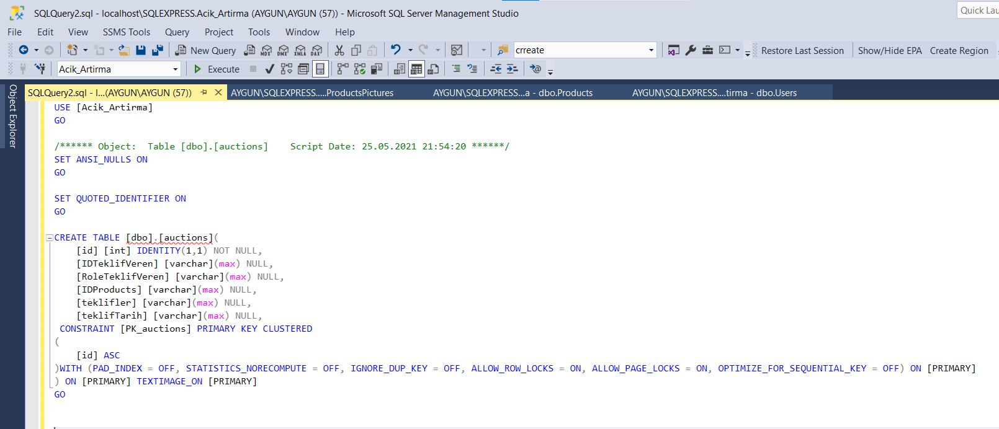 SQLQuery2.sql - localhost\SQLEXPRESS.Acik_Artirma (AYGUN\AYGUN (57)) - Microsoft SQL Server Management Studio
Quick Lau
File Edit View SSMS Tools Query Project Tools Window Help
New Query MDX DMX XMLA DAX crreate Restore Last Session Show/Hide EPA Create Region
Acik_Artirma Execute
Object Explorer
SQLQuery2.sql - l...(AYGUN\AYGUN (57)) AYGUN\SQLEXPRESS.....ProductsPictures AYGUN\SQLEXPRESS...a - dbo.Products AYGUN\SQLEXPRESS....tirma - dbo.Users
USE [Acik_Artirma]
GO
/****** Object:  Table [dbo].[auctions]    Script Date: 25.05.2021 21:54:20 ******/
SET ANSI_NULLS ON
GO
SET QUOTED_IDENTIFIER ON
GO
CREATE TABLE [dbo].[auctions](
[id] [int] IDENTITY(1,1) NOT NULL,
[IDTeklifVeren] [varchar](max) NULL,
[RoleTeklifVeren] [varchar](max) NULL,
[IDProducts] [varchar](max) NULL,
[teklifler] [varchar](max) NULL,
[teklifTarih] [varchar](max) NULL,
CONSTRAINT [PK_auctions] PRIMARY KEY CLUSTERED
(
[id] ASC
)WITH (PAD_INDEX = OFF, STATISTICS_NORECOMPUTE = OFF, IGNORE_DUP_KEY = OFF, ALLOW_ROW_LOCKS = ON, ALLOW_PAGE_LOCKS = ON, OPTIMIZE_FOR_SEQUENTIAL_KEY = OFF) ON [PRIMARY]
) ON [PRIMARY] TEXTIMAGE_ON [PRIMARY]
GO